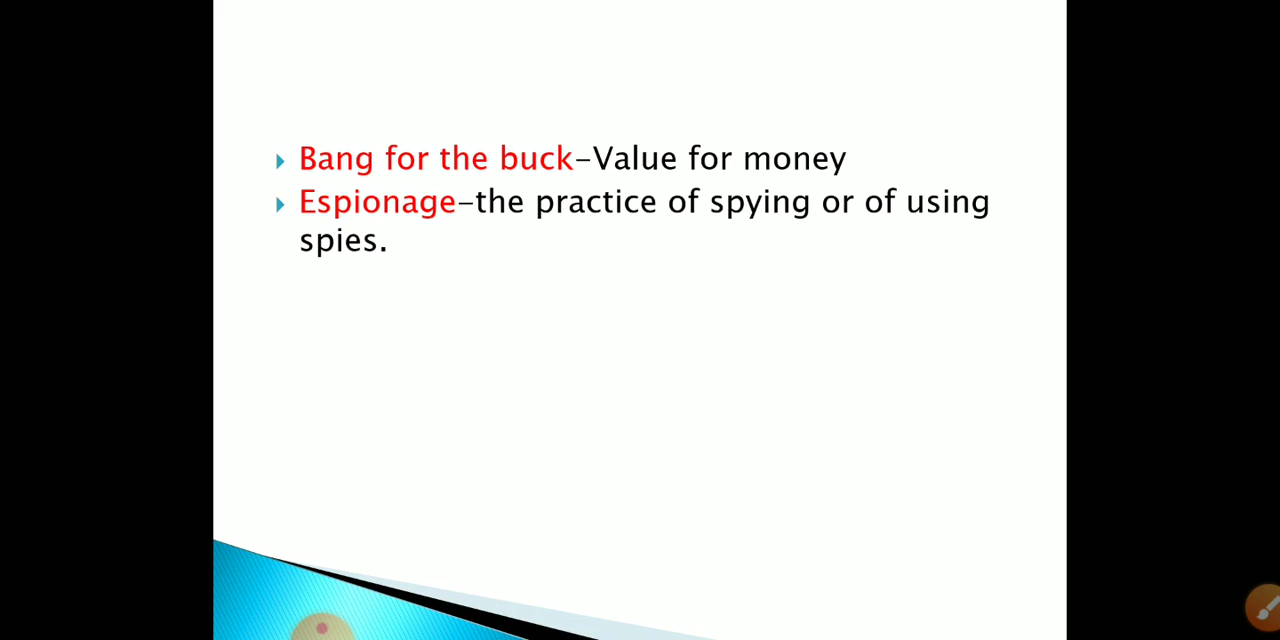 Bang for the buck-Value for money
Espionage-the practice of spying or of using
spies.